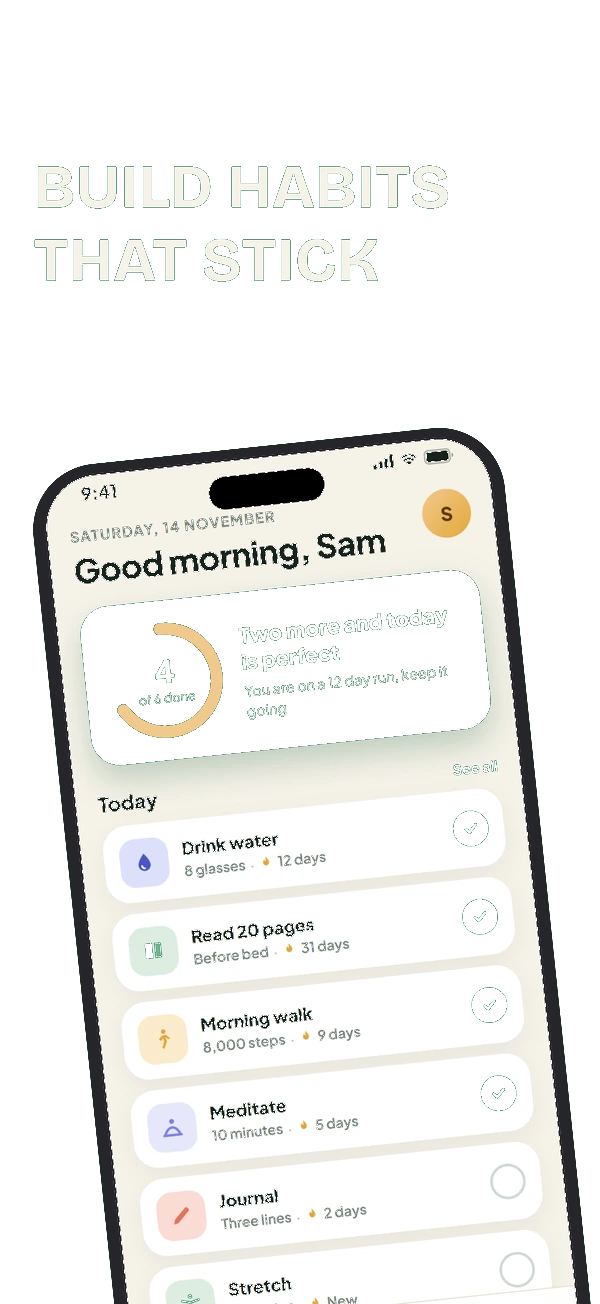 BUILD HABITS
THAT STICK
9:41
SATURDAY, 14 NOVEMBER
Good morning, Sam
S
4
of 6 done
Two more and today
is perfect
You are on a 12 day run, keep it
going
See all
Today
Drink water
8 glasses · 12 days
Read 20 pages
Before bed · 31 days
Morning walk
8,000 steps · 9 days
Meditate
10 minutes · 5 days
Journal
Three lines · 2 days
Stretch
· New